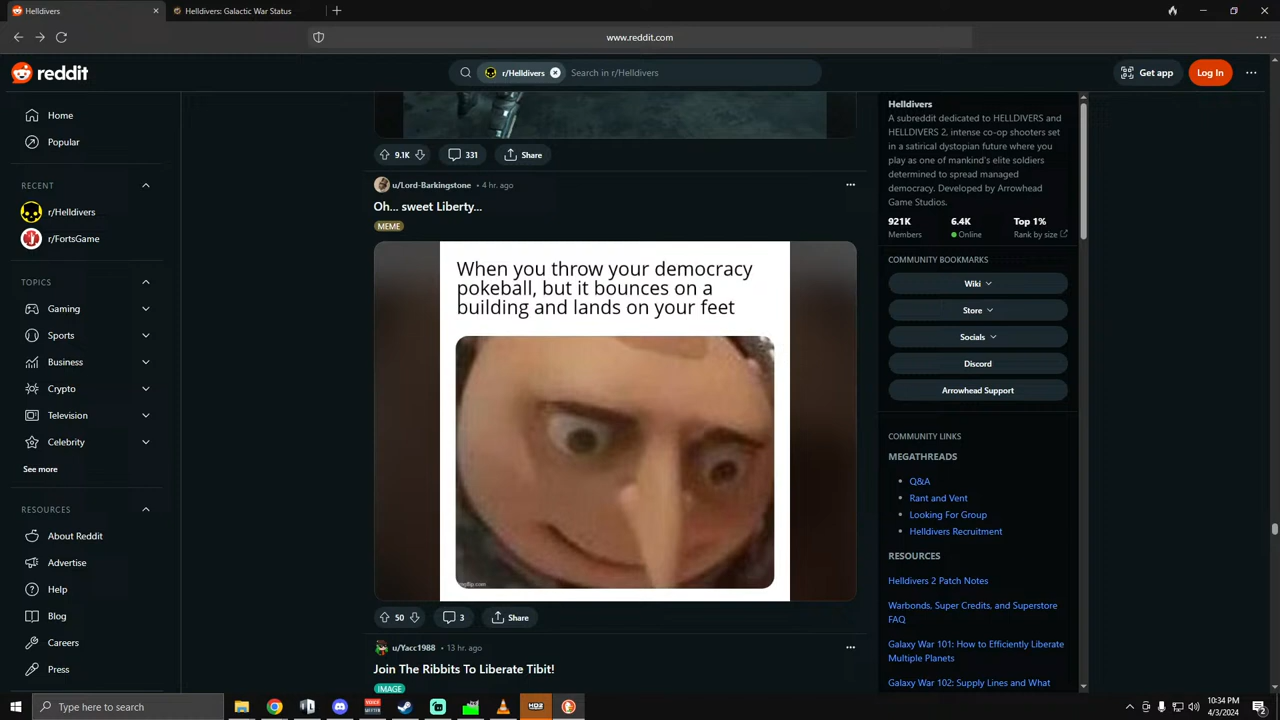 Helldivers
Helldivers: Galactic War Status
www.reddit.com
reddit
r/Helldivers
Search in r/Helldivers
Get app
Log In
Home
Popular
RECENT
r/Helldivers
r/FortsGame
TOPICS
Gaming
Sports
Business
Crypto
Television
Celebrity
See more
RESOURCES
About Reddit
Advertise
Help
Blog
Careers
Press
9.1K
331
Share
u/Lord-Barkingstone • 4 hr. ago
Oh... sweet Liberty...
MEME
When you throw your democracy
pokeball, but it bounces on a
building and lands on your feet
imgflip.com
50
3
Share
u/Yacc1988 • 13 hr. ago
Join The Ribbits To Liberate Tibit!
IMAGE
Helldivers
A subreddit dedicated to HELLDIVERS and
HELLDIVERS 2, intense co-op shooters set
in a satirical dystopian future where you
play as one of mankind's elite soldiers
determined to spread managed
democracy. Developed by Arrowhead
Game Studios.
921K 6.4K Top 1%
Members Online Rank by size
COMMUNITY BOOKMARKS
Wiki
Store
Socials
Discord
Arrowhead Support
COMMUNITY LINKS
MEGATHREADS
Q&A
Rant and Vent
Looking For Group
Helldivers Recruitment
RESOURCES
Helldivers 2 Patch Notes
Warbonds, Super Credits, and Superstore
FAQ
Galaxy War 101: How to Efficiently Liberate
Multiple Planets
Galaxy War 102: Supply Lines and What
Type here to search
VOICE
HD2
10:34 PM
4/3/2024